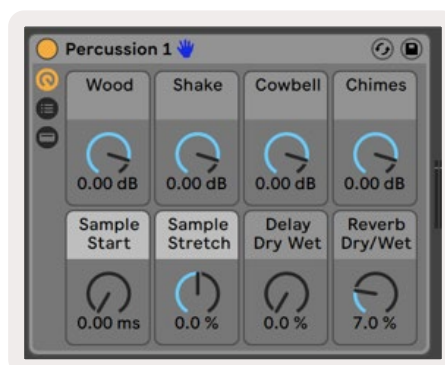 Percussion 1
Wood Shake Cowbell Chimes
0.00 dB 0.00 dB 0.00 dB 0.00 dB
Sample Sample Delay Reverb
Start Stretch Dry Wet Dry/Wet
0.00 ms 0.0 % 0.0 % 7.0 %